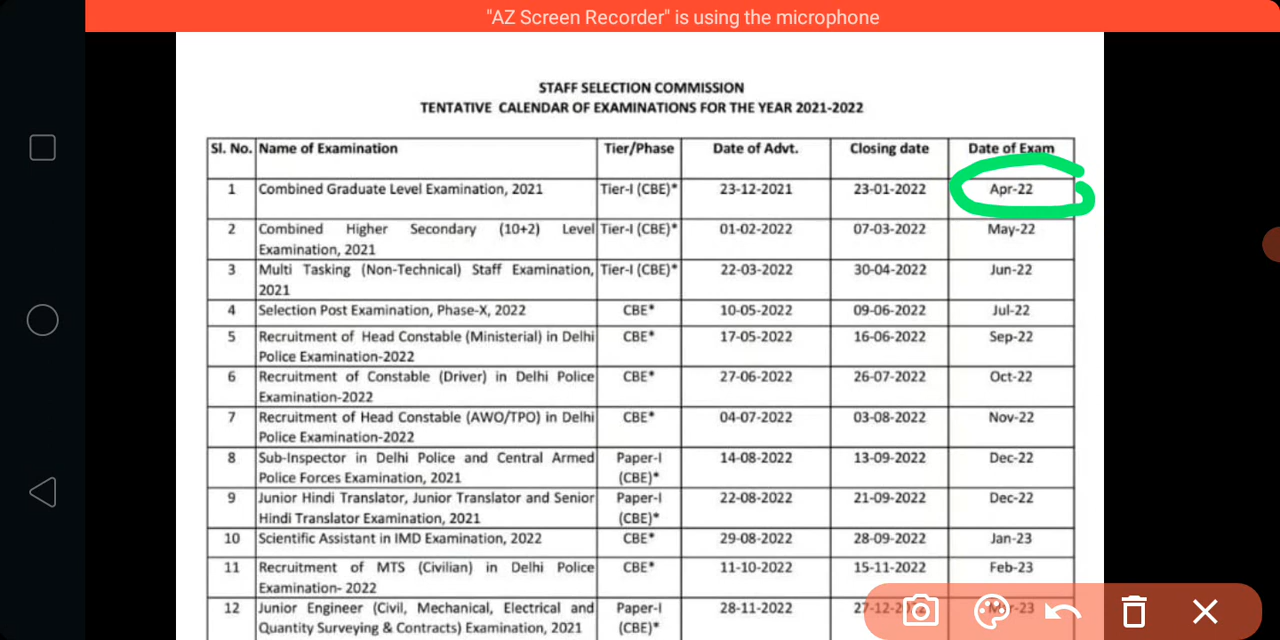 "AZ Screen Recorder" is using the microphone
STAFF SELECTION COMMISSION
TENTATIVE CALENDAR OF EXAMINATIONS FOR THE YEAR 2021-2022
Sl. No. Name of Examination Tier/Phase Date of Advt. Closing date Date of Exam
1 Combined Graduate Level Examination, 2021 Tier-I (CBE)* 23-12-2021 23-01-2022 Apr-22
2 Combined Higher Secondary (10+2) Level Tier-I (CBE)* 01-02-2022 07-03-2022 May-22
Examination, 2021
3 Multi Tasking (Non-Technical) Staff Examination, Tier-I (CBE)* 22-03-2022 30-04-2022 Jun-22
2021
4 Selection Post Examination, Phase-X, 2022 CBE* 10-05-2022 09-06-2022 Jul-22
5 Recruitment of Head Constable (Ministerial) in Delhi CBE* 17-05-2022 16-06-2022 Sep-22
Police Examination-2022
6 Recruitment of Constable (Driver) in Delhi Police CBE* 27-06-2022 26-07-2022 Oct-22
Examination-2022
7 Recruitment of Head Constable (AWO/TPO) in Delhi CBE* 04-07-2022 03-08-2022 Nov-22
Police Examination-2022
8 Sub-Inspector in Delhi Police and Central Armed Paper-I 14-08-2022 13-09-2022 Dec-22
Police Forces Examination, 2021 (CBE)*
9 Junior Hindi Translator, Junior Translator and Senior Paper-I 22-08-2022 21-09-2022 Dec-22
Hindi Translator Examination, 2021 (CBE)*
10 Scientific Assistant in IMD Examination, 2022 CBE* 29-08-2022 28-09-2022 Jan-23
11 Recruitment of MTS (Civilian) in Delhi Police CBE* 11-10-2022 15-11-2022 Feb-23
Examination- 2022
12 Junior Engineer (Civil, Mechanical, Electrical and Paper-I 28-11-2022
Quantity Surveying & Contracts) Examination, 2021 (CBE)*